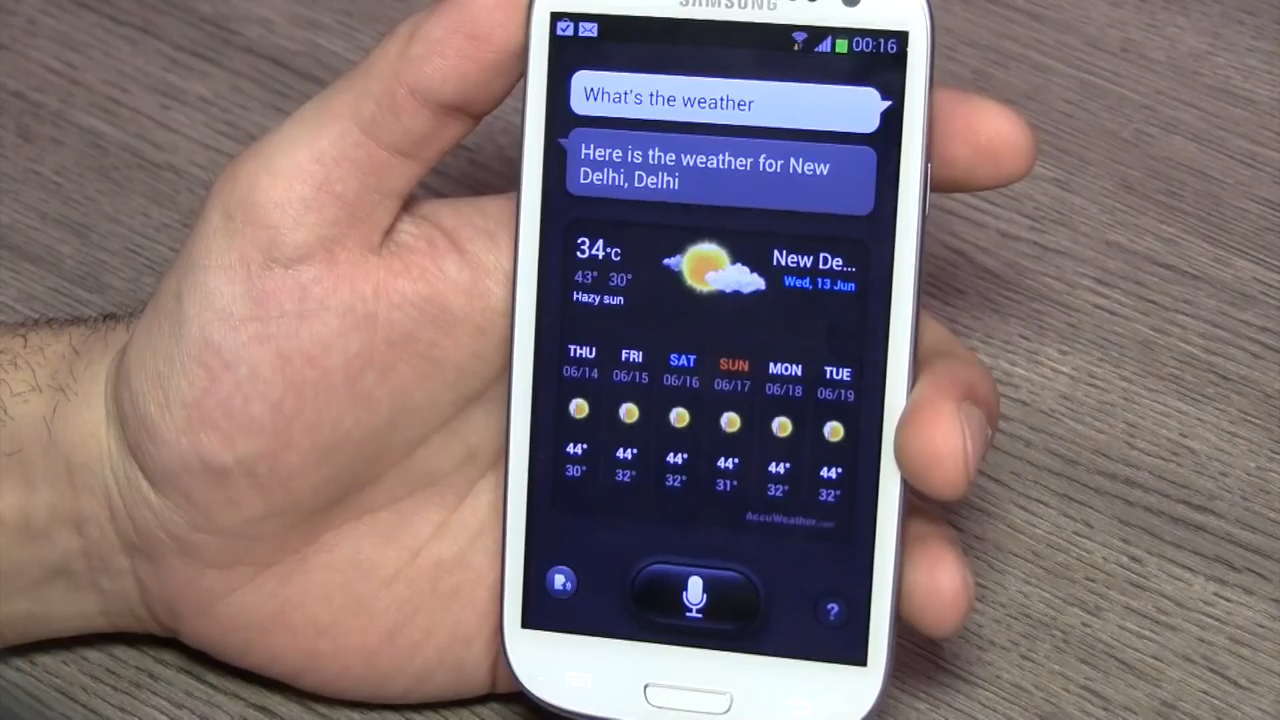 SAMSUNG
00:16
What's the weather
Here is the weather for New
Delhi, Delhi
34°C
New De...
43° 30°
Wed, 13 Jun
Hazy sun
THU FRI SAT SUN MON TUE
06/14 06/15 06/16 06/17 06/18 06/19
44° 44° 44° 44° 44° 44°
30° 32° 32° 31° 32° 32°
AccuWeather.com
?